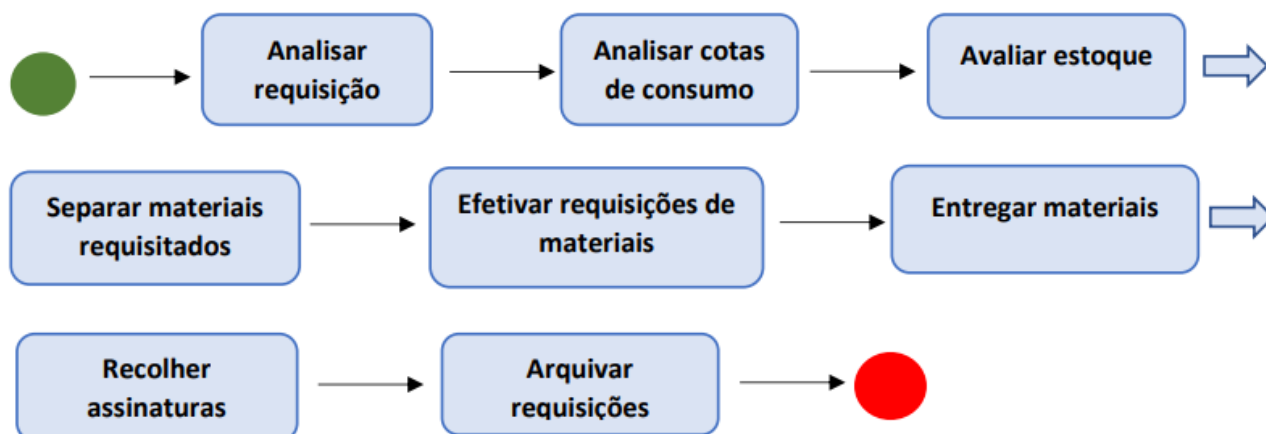 Analisar
requisição
Analisar cotas
de consumo
Avaliar estoque
Separar materiais
requisitados
Efetivar requisições de
materiais
Entregar materiais
Recolher
assinaturas
Arquivar
requisições